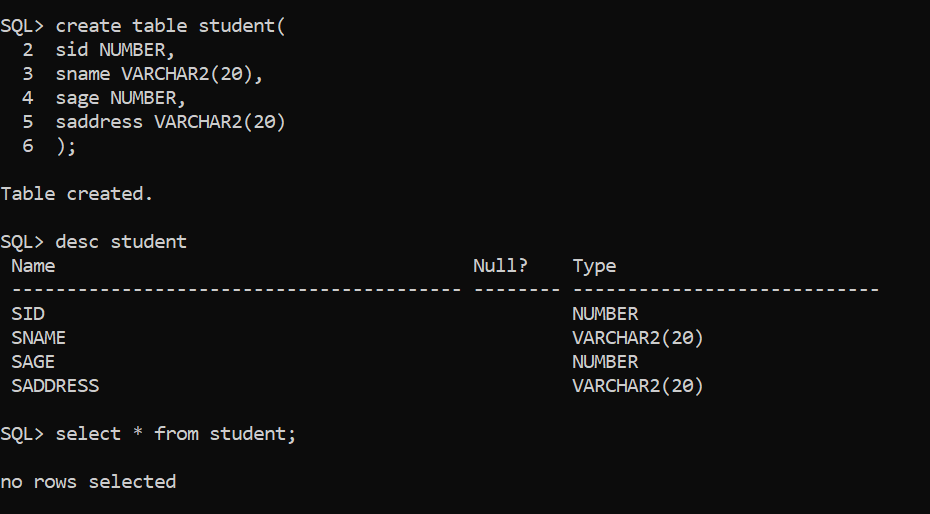 SQL> create table student(
  2  sid NUMBER,
  3  sname VARCHAR2(20),
  4  sage NUMBER,
  5  saddress VARCHAR2(20)
  6  );
Table created.
SQL> desc student
 Name                                      Null?    Type
 ----------------------------------------- -------- ----------------------------
 SID                                                NUMBER
 SNAME                                              VARCHAR2(20)
 SAGE                                               NUMBER
 SADDRESS                                           VARCHAR2(20)
SQL> select * from student;
no rows selected